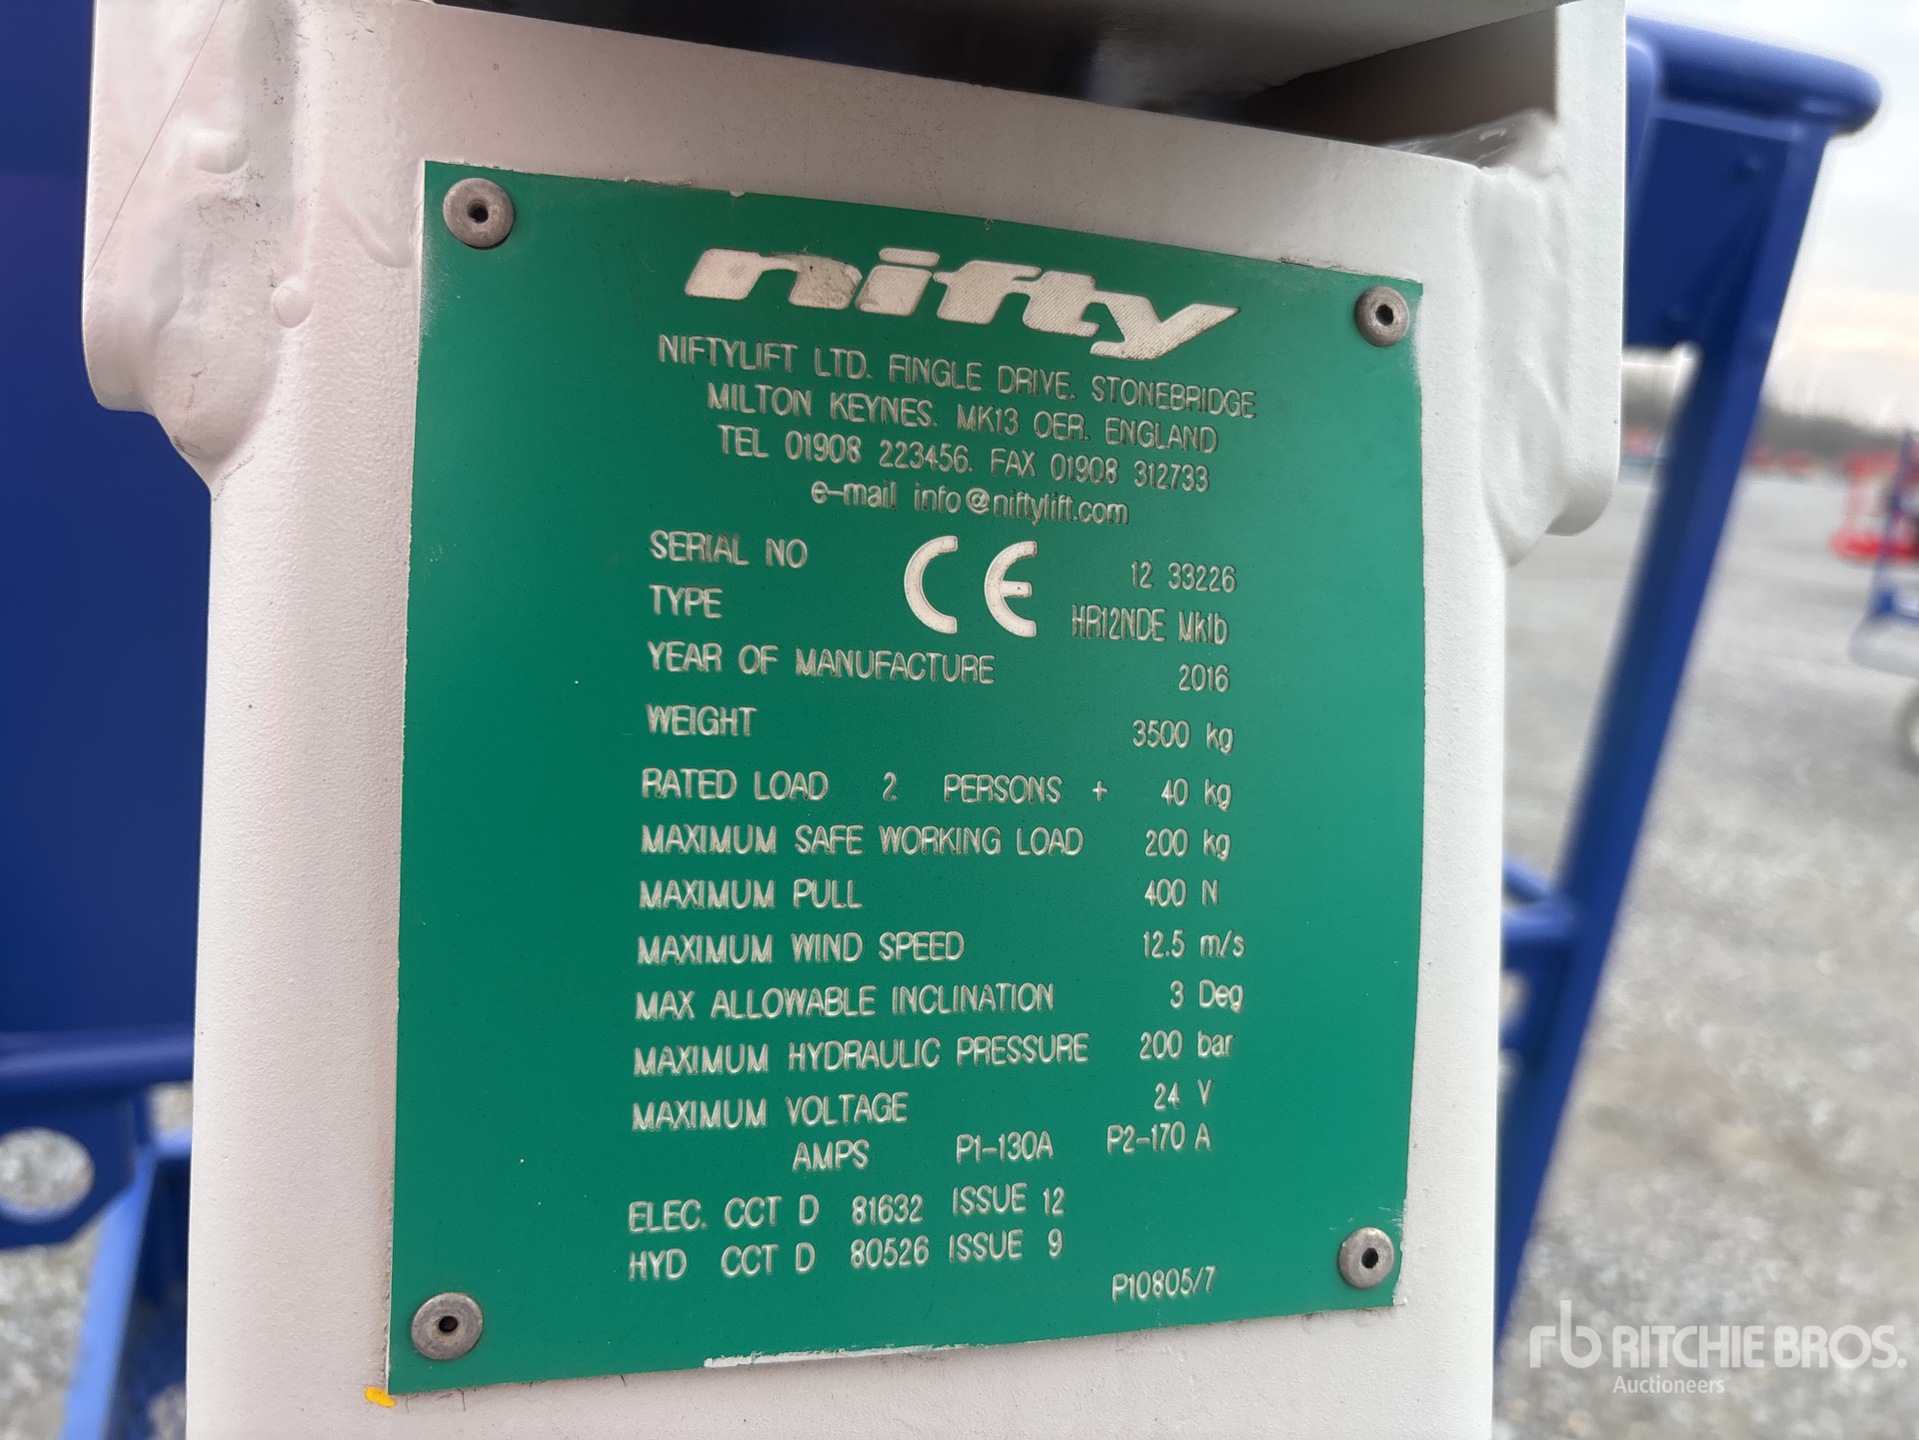 nifty
NIFTYLIFT LTD. FINGLE DRIVE. STONEBRIDGE
MILTON KEYNES. MK13 OER. ENGLAND
TEL 01908 223456. FAX 01908 312733
e-mail info@niftylift.com
SERIAL NO CE 12 33226
TYPE HR12NDE Mk1b
YEAR OF MANUFACTURE 2016
WEIGHT 3500 kg
RATED LOAD 2 PERSONS + 40 kg
MAXIMUM SAFE WORKING LOAD 200 kg
MAXIMUM PULL 400 N
MAXIMUM WIND SPEED 12.5 m/s
MAX ALLOWABLE INCLINATION 3 Deg
MAXIMUM HYDRAULIC PRESSURE 200 bar
MAXIMUM VOLTAGE 24 V
AMPS P1-130A P2-170 A
ELEC. CCT D 81632 ISSUE 12
HYD CCT D 80526 ISSUE 9
P10805/7
rb RITCHIE BROS.
Auctioneers